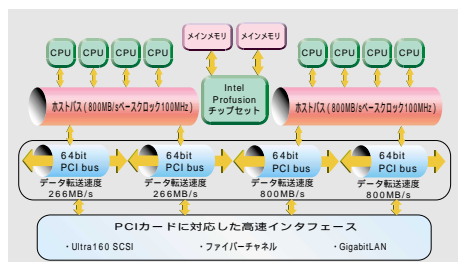 メインメモリ
メインメモリ
CPU
CPU
CPU
CPU
CPU
CPU
CPU
CPU
Intel
Profusion
チップセット
ホストバス(800MB/sベースクロック100MHz)
ホストバス(800MB/sベースクロック100MHz)
64bit
PCI bus
64bit
PCI bus
64bit
PCI bus
64bit
PCI bus
データ転送速度
266MB/s
データ転送速度
266MB/s
データ転送速度
800MB/s
データ転送速度
800MB/s
PCIカードに対応した高速インタフェース
・Ultra160 SCSI
・ファイバーチャネル
・GigabitLAN